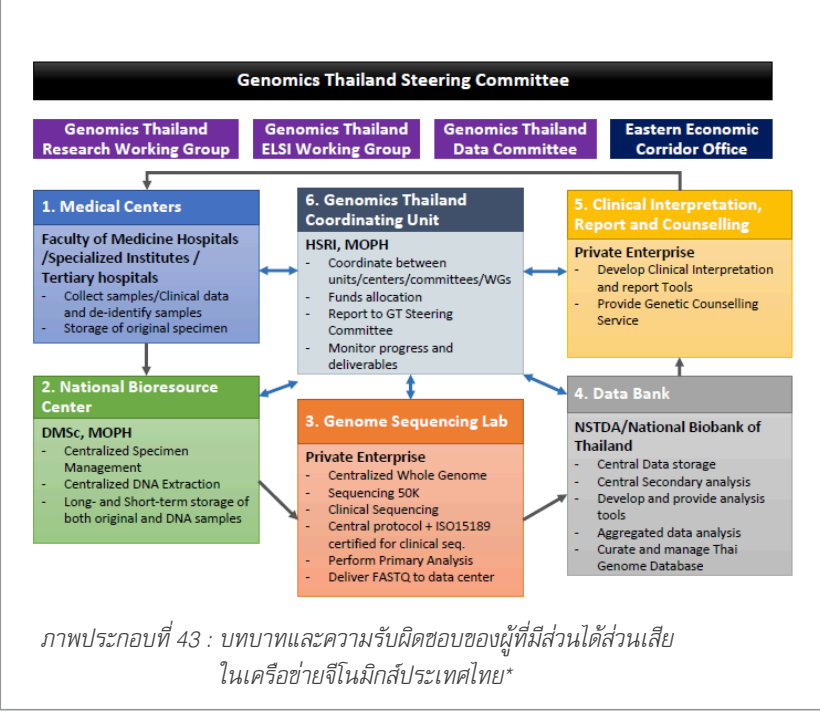 Genomics Thailand Steering Committee
Genomics Thailand
Research Working Group
Genomics Thailand
ELSI Working Group
Genomics Thailand
Data Committee
Eastern Economic
Corridor Office
1. Medical Centers
Faculty of Medicine Hospitals
/Specialized Institutes /
Tertiary hospitals
- Collect samples/Clinical data
and de-identify samples
- Storage of original specimen
6. Genomics Thailand
Coordinating Unit
HSRI, MOPH
- Coordinate between
units/centers/committees/WGs
- Funds allocation
- Report to GT Steering
Committee
- Monitor progress and
deliverables
5. Clinical Interpretation,
Report and Counselling
Private Enterprise
- Develop Clinical Interpretation
and report Tools
- Provide Genetic Counselling
Service
2. National Bioresource
Center
DMSc, MOPH
- Centralized Specimen
Management
- Centralized DNA Extraction
- Long- and Short-term storage of
both original and DNA samples
3. Genome Sequencing Lab
Private Enterprise
- Centralized Whole Genome
- Sequencing 50K
- Clinical Sequencing
- Central protocol + ISO15189
certified for clinical seq.
- Perform Primary Analysis
- Deliver FASTQ to data center
4. Data Bank
NSTDA/National Biobank of
Thailand
- Central Data storage
- Central Secondary analysis
- Develop and provide analysis
tools
- Aggregated data analysis
- Curate and manage Thai
Genome Database
ภาพประกอบที่ 43 : บทบาทและความรับผิดชอบของผู้ที่มีส่วนได้ส่วนเสีย
ในเครือข่ายจีโนมิกส์ประเทศไทย*